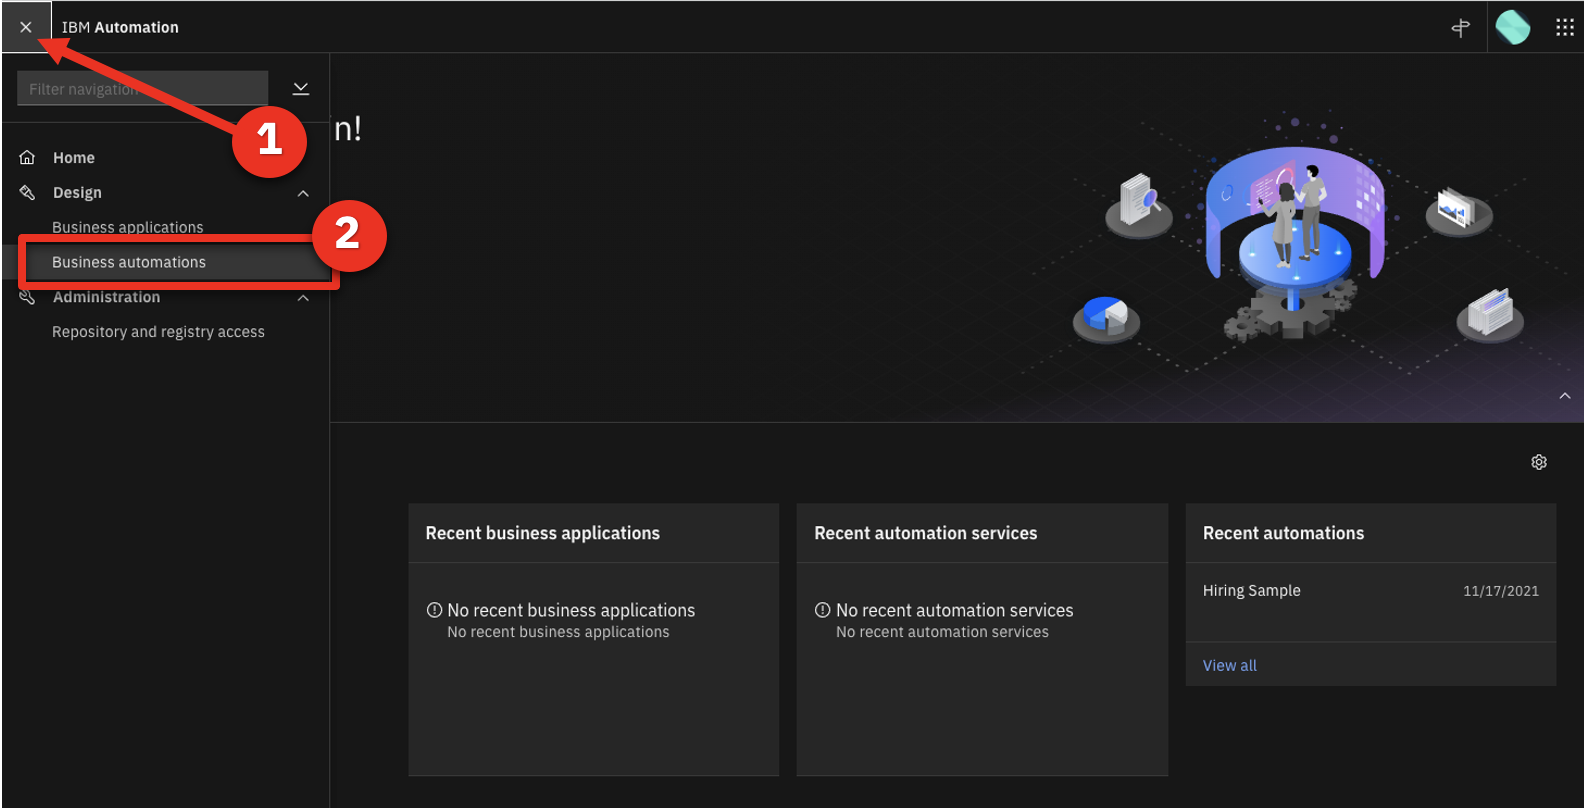 IBM Automation
Filter navigation
1
n!
Home
Design
Business applications
2
Business automations
Administration
Repository and registry access
Recent business applications
No recent business applications
No recent business applications
Recent automation services
No recent automation services
No recent automation services
Recent automations
Hiring Sample 11/17/2021
View all